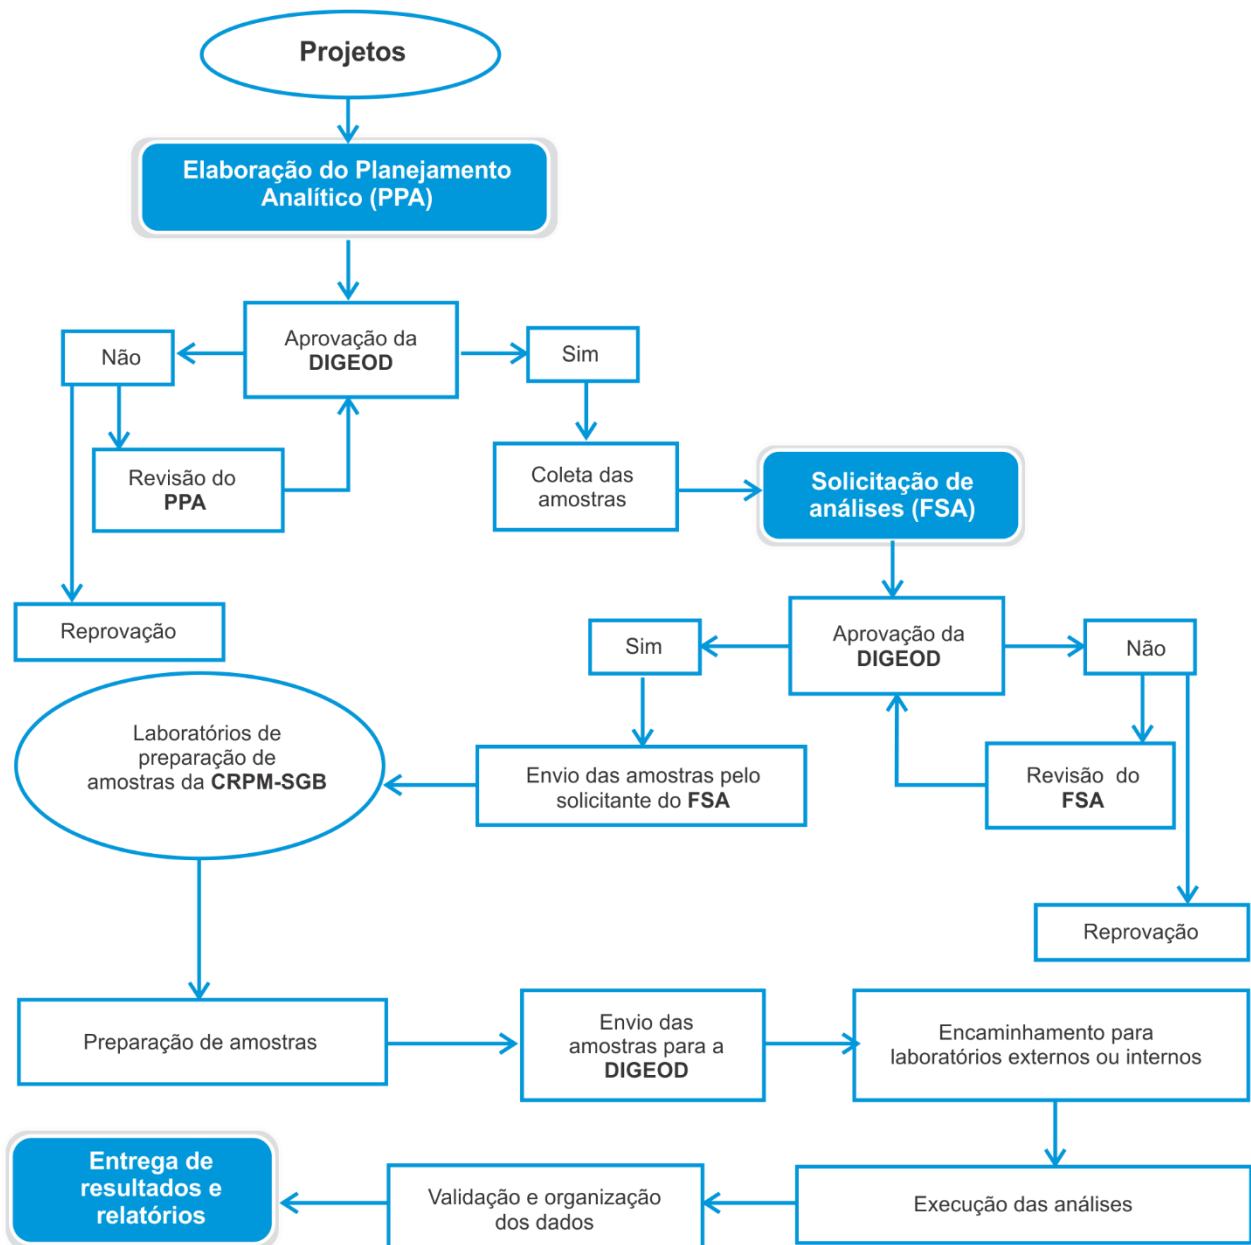 Projetos
Elaboração do Planejamento
Analítico (PPA)
Não
Aprovação da
DIGEOD
Sim
Revisão do
PPA
Coleta das
amostras
Solicitação de
análises (FSA)
Reprovação
Sim
Aprovação da
DIGEOD
Não
Laboratórios de
preparação de
amostras da CRPM-SGB
Envio das amostras pelo
solicitante do FSA
Revisão do
FSA
Reprovação
Preparação de amostras
Envio das
amostras para a
DIGEOD
Encaminhamento para
laboratórios externos ou internos
Entrega de
resultados e
relatórios
Validação e organização
dos dados
Execução das análises